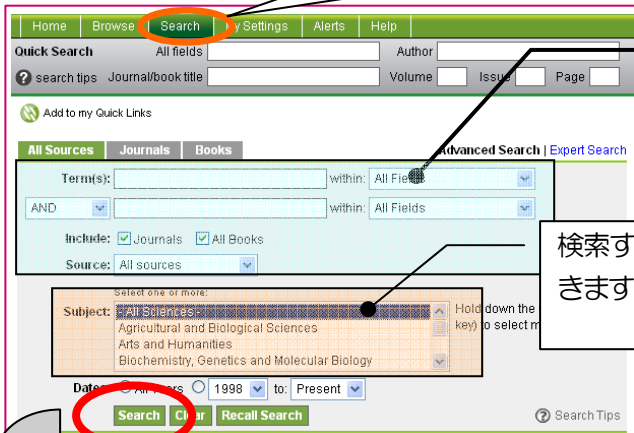 Home Browse Search My Settings Alerts Help
Quick Search All fields Author
search tips Journal/book title Volume Issue Page
Add to my Quick Links
All Sources Journals Books Advanced Search | Expert Search
Term(s): within: All Fields
AND within: All Fields
Include: Journals All Books
Source: All sources
検索す
きます
Select one or more:
Subject: - All Sciences - Hold down the
Agricultural and Biological Sciences key) to select m
Arts and Humanities
Biochemistry, Genetics and Molecular Biology
Dates: All Years 1998 to: Present
Search Clear Recall Search Search Tips